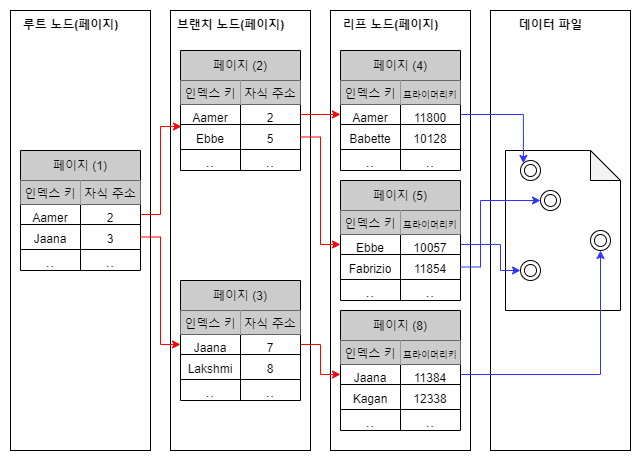 루트 노드(페이지)
브랜치 노드(페이지)
리프 노드(페이지)
데이터 파일
페이지 (1)
인덱스 키 자식 주소
Aamer 2
Jaana 3
.. ..
페이지 (2)
인덱스 키 자식 주소
Aamer 2
Ebbe 5
.. ..
페이지 (3)
인덱스 키 자식 주소
Jaana 7
Lakshmi 8
.. ..
페이지 (4)
인덱스 키 프라이머리키
Aamer 11800
Babette 10128
.. ..
페이지 (5)
인덱스 키 프라이머리키
Ebbe 10057
Fabrizio 11854
.. ..
페이지 (8)
인덱스 키 프라이머리키
Jaana 11384
Kagan 12338
.. ..